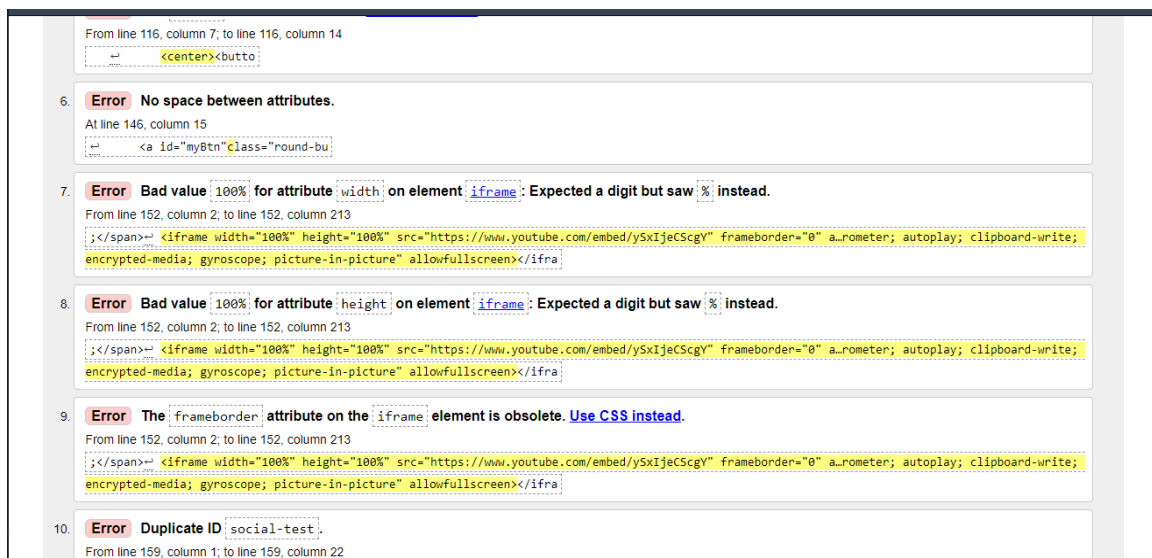 From line 116, column 7; to line 116, column 14
↩ <center><butto
6. Error No space between attributes.
At line 146, column 15
↩ <a id="myBtn"class="round-bu
7. Error Bad value 100% for attribute width on element iframe: Expected a digit but saw % instead.
From line 152, column 2; to line 152, column 213
;</span>↩ <iframe width="100%" height="100%" src="https://www.youtube.com/embed/ySxIjeCScgY" frameborder="0" a…rometer; autoplay; clipboard-write;
encrypted-media; gyroscope; picture-in-picture" allowfullscreen></ifra
8. Error Bad value 100% for attribute height on element iframe: Expected a digit but saw % instead.
From line 152, column 2; to line 152, column 213
;</span>↩ <iframe width="100%" height="100%" src="https://www.youtube.com/embed/ySxIjeCScgY" frameborder="0" a…rometer; autoplay; clipboard-write;
encrypted-media; gyroscope; picture-in-picture" allowfullscreen></ifra
9. Error The frameborder attribute on the iframe element is obsolete. Use CSS instead.
From line 152, column 2; to line 152, column 213
;</span>↩ <iframe width="100%" height="100%" src="https://www.youtube.com/embed/ySxIjeCScgY" frameborder="0" a…rometer; autoplay; clipboard-write;
encrypted-media; gyroscope; picture-in-picture" allowfullscreen></ifra
10. Error Duplicate ID social-test.
From line 159, column 1; to line 159, column 22